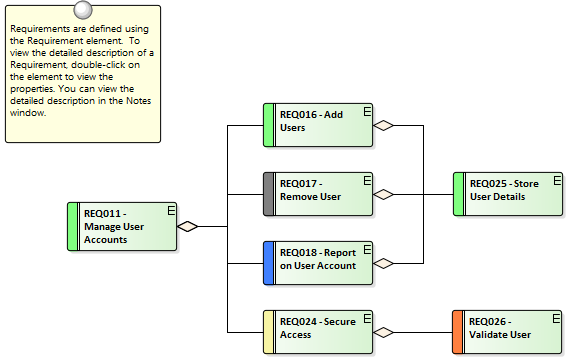 Requirements are defined using
the Requirement element.  To
view the detailed description of a
Requirement, double-click on
the element to view the
properties. You can view the
detailed description in the Notes
window.
REQ016 - Add
Users
E
REQ017 -
Remove User
E
REQ025 - Store
User Details
E
REQ011 -
Manage User
Accounts
E
REQ018 - Report
on User Account
E
REQ024 - Secure
Access
E
REQ026 -
Validate User
E